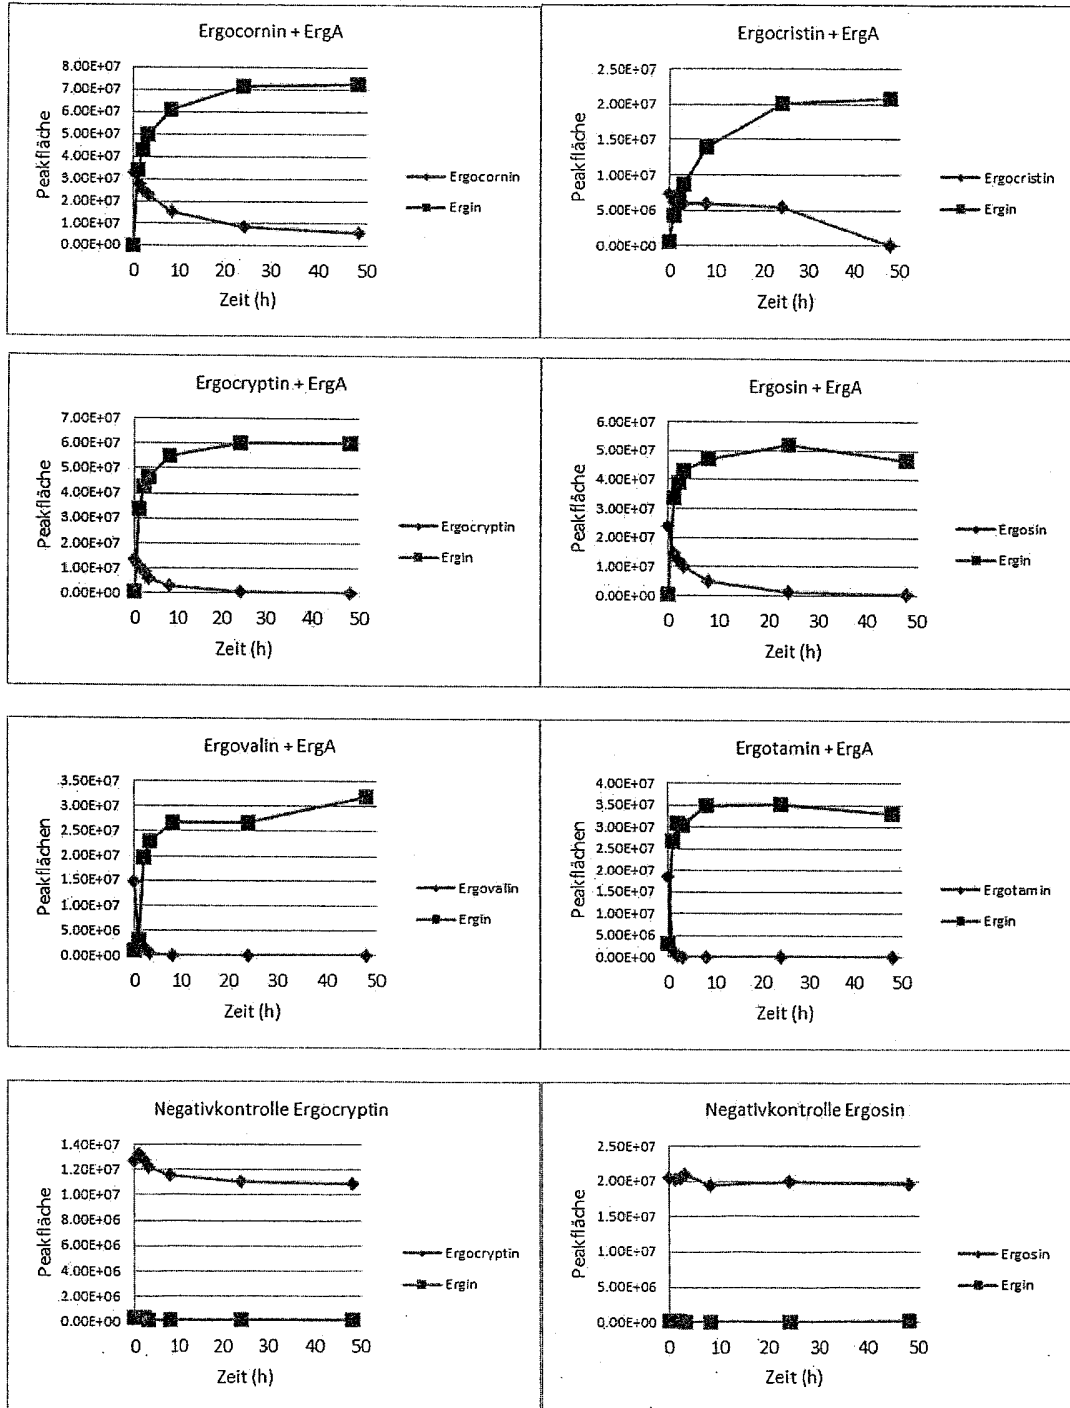 Ergocornin + ErgA
8.00E+07
7.00E+07
6.00E+07
5.00E+07
4.00E+07
3.00E+07
2.00E+07
1.00E+07
0.00E+00
Peakfläche
0 10 20 30 40 50
Zeit (h)
Ergocornin
Ergin
Ergocristin + ErgA
2.50E+07
2.00E+07
1.50E+07
1.00E+07
5.00E+06
0.00E+00
Peakfläche
0 10 20 30 40 50
Zeit (h)
Ergocristin
Ergin
Ergocryptin + ErgA
7.00E+07
6.00E+07
5.00E+07
4.00E+07
3.00E+07
2.00E+07
1.00E+07
0.00E+00
Peakfläche
0 10 20 30 40 50
Zeit (h)
Ergocryptin
Ergin
Ergosin + ErgA
6.00E+07
5.00E+07
4.00E+07
3.00E+07
2.00E+07
1.00E+07
0.00E+00
Peakfläche
0 10 20 30 40 50
Zeit (h)
Ergosin
Ergin
Ergovalin + ErgA
3.50E+07
3.00E+07
2.50E+07
2.00E+07
1.50E+07
1.00E+07
5.00E+06
0.00E+00
Peakflächen
0 10 20 30 40 50
Zeit (h)
Ergovalin
Ergin
Ergotamin + ErgA
4.00E+07
3.50E+07
3.00E+07
2.50E+07
2.00E+07
1.50E+07
1.00E+07
5.00E+06
0.00E+00
Peakflächen
0 10 20 30 40 50
Zeit (h)
Ergotamin
Ergin
Negativkontrolle Ergocryptin
1.40E+07
1.20E+07
1.00E+07
8.00E+06
6.00E+06
4.00E+06
2.00E+06
0.00E+00
Peakfläche
0 10 20 30 40 50
Zeit (h)
Ergocryptin
Ergin
Negativkontrolle Ergosin
2.50E+07
2.00E+07
1.50E+07
1.00E+07
5.00E+06
0.00E+00
Peakfläche
0 10 20 30 40 50
Zeit (h)
Ergosin
Ergin